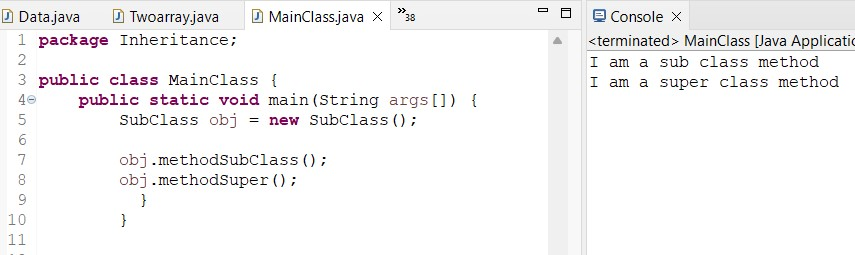 Data.java Twoarray.java MainClass.java 38
1 package Inheritance;
2
3 public class MainClass {
4 public static void main(String args[]) {
5 SubClass obj = new SubClass();
6
7 obj.methodSubClass();
8 obj.methodSuper();
9 }
10 }
11
Console
<terminated> MainClass [Java Applicatio
I am a sub class method
I am a super class method